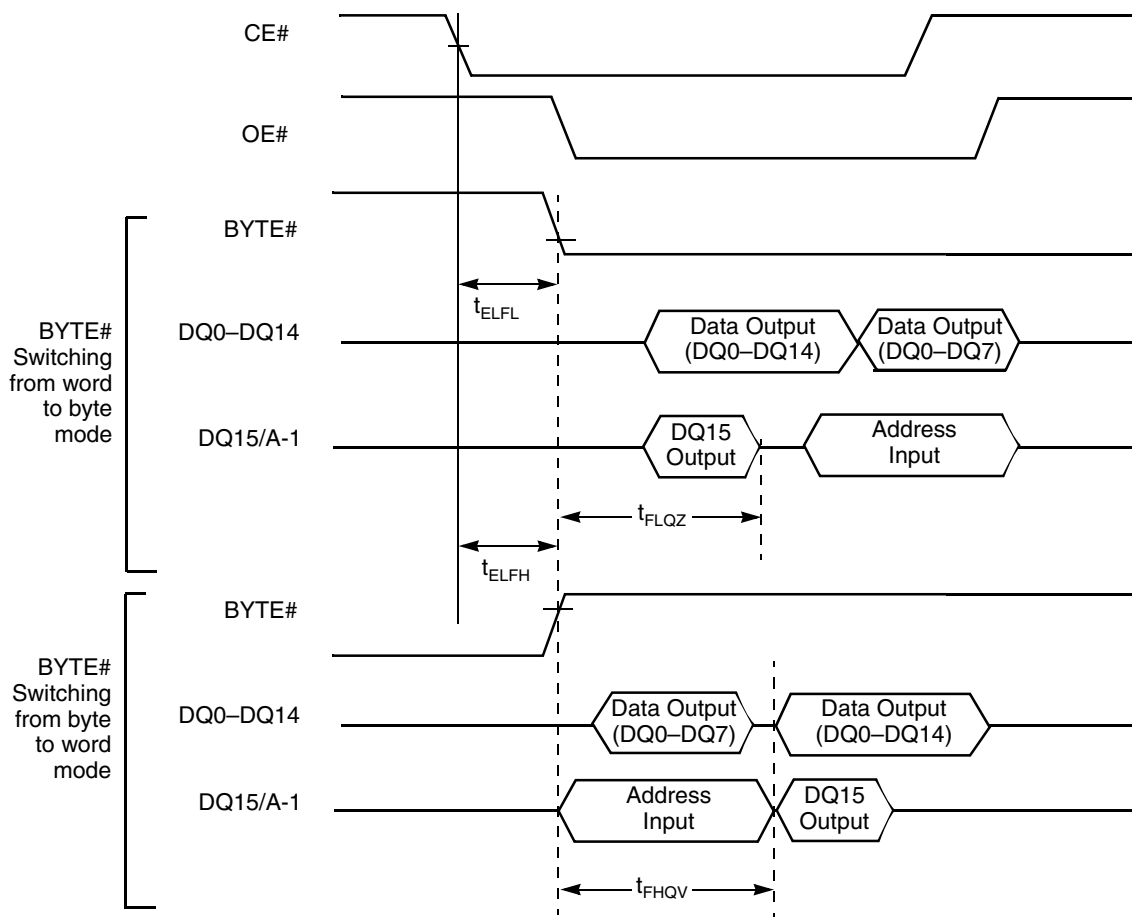 CE#
OE#
BYTE#
tELFL
BYTE#
Switching
from word
to byte
mode
DQ0–DQ14
Data Output
(DQ0–DQ14)
Data Output
(DQ0–DQ7)
DQ15/A-1
DQ15
Output
Address
Input
tFLQZ
tELFH
BYTE#
BYTE#
Switching
from byte
to word
mode
DQ0–DQ14
Data Output
(DQ0–DQ7)
Data Output
(DQ0–DQ14)
DQ15/A-1
Address
Input
DQ15
Output
tFHQV